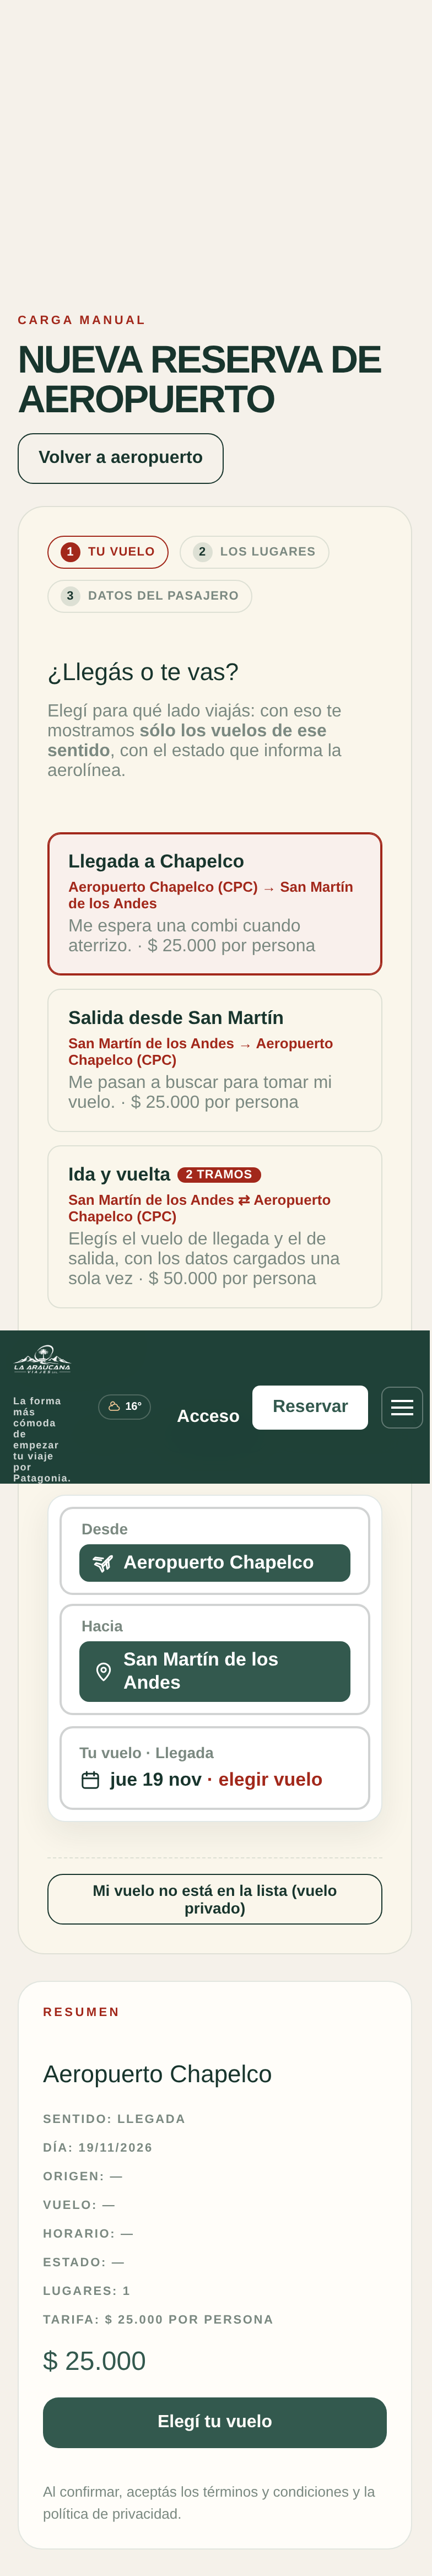 CARGA MANUAL
NUEVA RESERVA DE
AEROPUERTO
Volver a aeropuerto
1 TU VUELO
2 LOS LUGARES
3 DATOS DEL PASAJERO
¿Llegás o te vas?
Elegí para qué lado viajás: con eso te
mostramos sólo los vuelos de ese
sentido, con el estado que informa la
aerolínea.
Llegada a Chapelco
Aeropuerto Chapelco (CPC) → San Martín
de los Andes
Me espera una combi cuando
aterrizo. · $ 25.000 por persona
Salida desde San Martín
San Martín de los Andes → Aeropuerto
Chapelco (CPC)
Me pasan a buscar para tomar mi
vuelo. · $ 25.000 por persona
Ida y vuelta 2 TRAMOS
San Martín de los Andes ⇄ Aeropuerto
Chapelco (CPC)
Elegís el vuelo de llegada y el de
salida, con los datos cargados una
sola vez · $ 50.000 por persona
LA ARAUCANA
VIAJES
La forma
más
cómoda
de
empezar
tu viaje
por
Patagonia.
16°
Acceso
Reservar
Desde
Aeropuerto Chapelco
Hacia
San Martín de los
Andes
Tu vuelo · Llegada
jue 19 nov · elegir vuelo
Mi vuelo no está en la lista (vuelo
privado)
RESUMEN
Aeropuerto Chapelco
SENTIDO: LLEGADA
DÍA: 19/11/2026
ORIGEN: —
VUELO: —
HORARIO: —
ESTADO: —
LUGARES: 1
TARIFA: $ 25.000 POR PERSONA
$ 25.000
Elegí tu vuelo
Al confirmar, aceptás los términos y condiciones y la
política de privacidad.